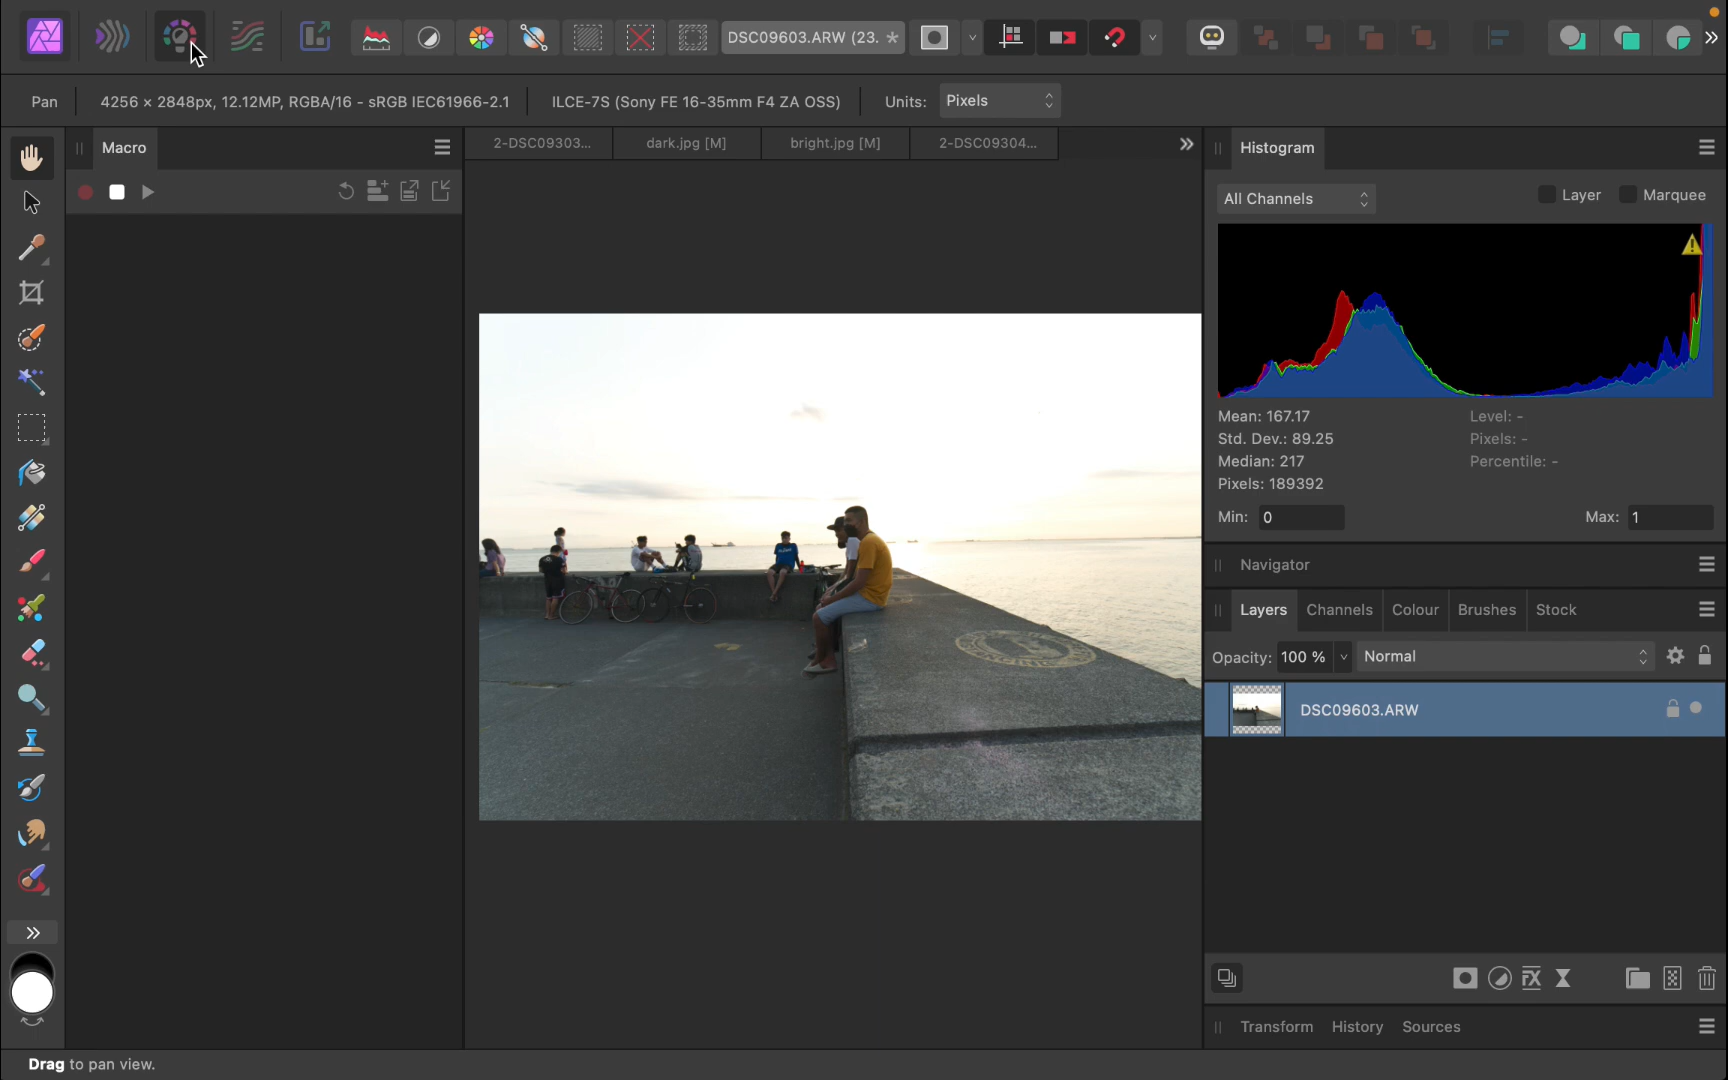 DSC09603.ARW (23. *
Pan
4256 × 2848px, 12.12MP, RGBA/16 - sRGB IEC61966-2.1
ILCE-7S (Sony FE 16-35mm F4 ZA OSS)
Units:
Pixels
Macro
2-DSC09303...
dark.jpg [M]
bright.jpg [M]
2-DSC09304...
Histogram
All Channels
Layer
Marquee
Mean: 167.17
Level: -
Std. Dev.: 89.25
Pixels: -
Median: 217
Percentile: -
Pixels: 189392
Min: 0
Max: 1
Navigator
Layers
Channels
Colour
Brushes
Stock
Opacity: 100 %
Normal
DSC09603.ARW
FX
Transform
History
Sources
Drag to pan view.